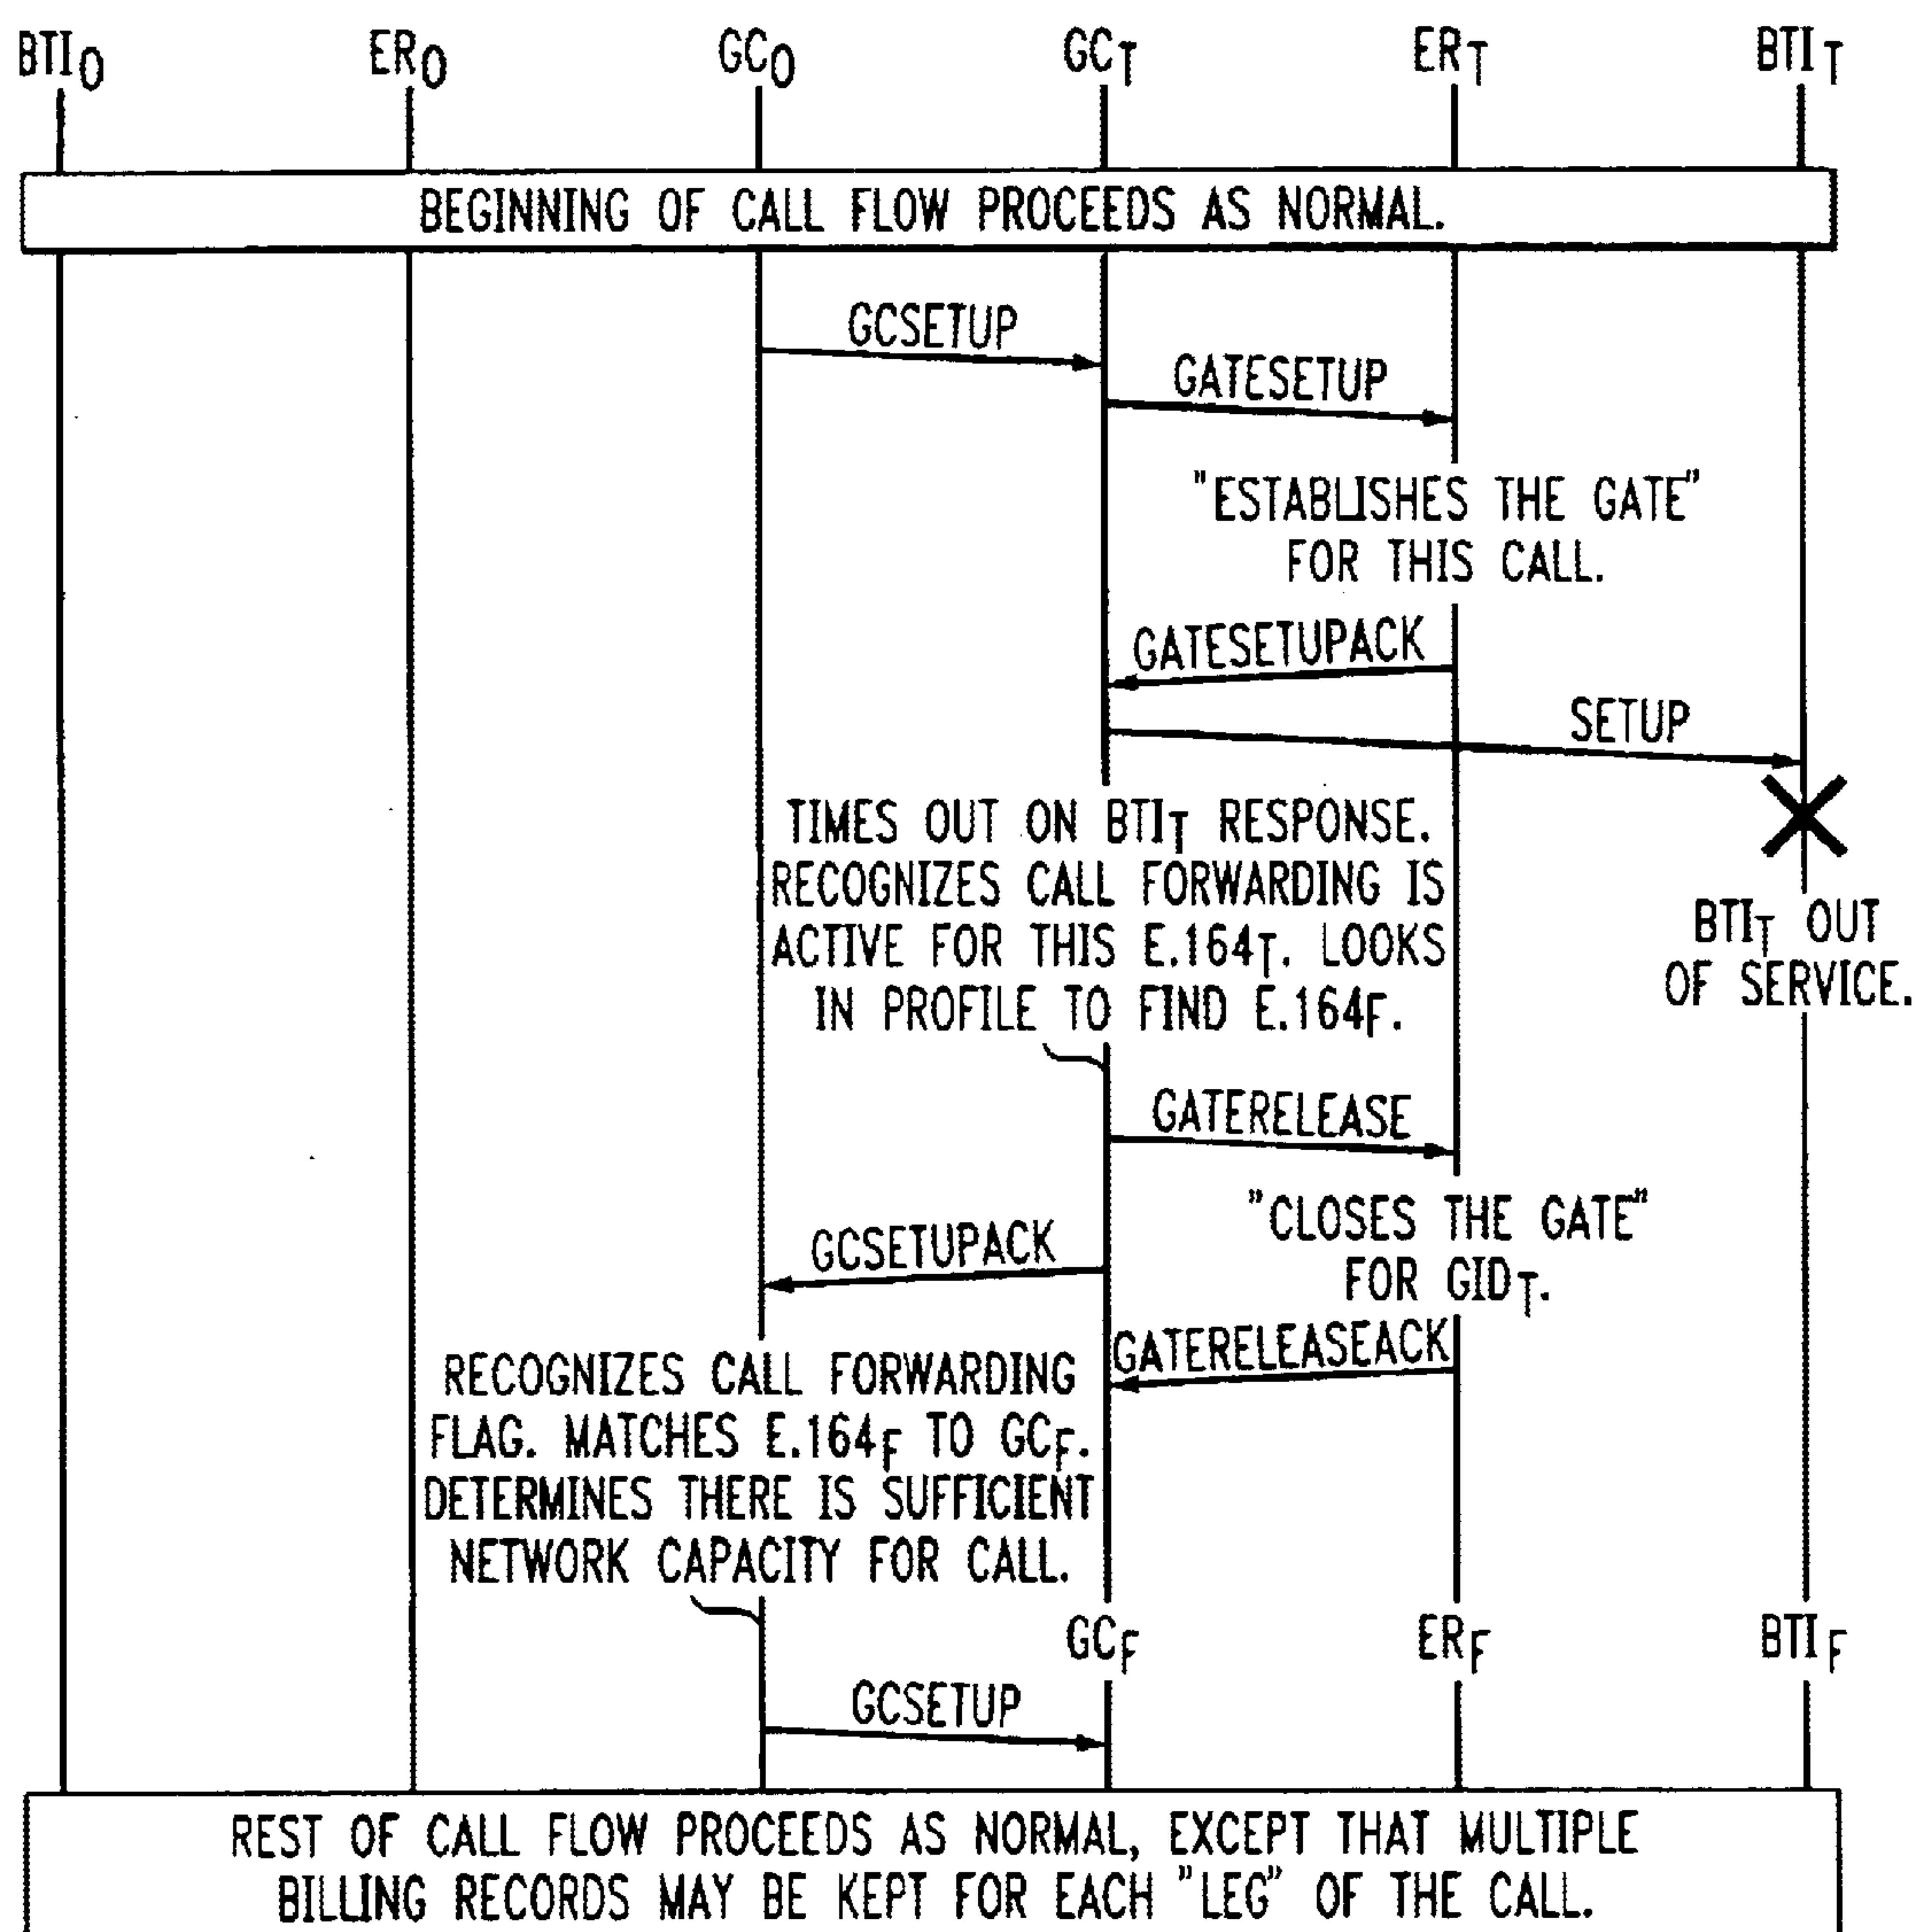 BTIO ERO GCO GCT ERT BTIT
BEGINNING OF CALL FLOW PROCEEDS AS NORMAL.
GCSETUP
GATESETUP
"ESTABLISHES THE GATE"
FOR THIS CALL.
GATESETUPACK
SETUP
TIMES OUT ON BTIT RESPONSE.
RECOGNIZES CALL FORWARDING IS
ACTIVE FOR THIS E.164T. LOOKS
IN PROFILE TO FIND E.164F.
BTIT OUT
OF SERVICE.
GATERELEASE
"CLOSES THE GATE"
FOR GIDT.
GCSETUPACK
GATERELEASEACK
RECOGNIZES CALL FORWARDING
FLAG. MATCHES E.164F TO GCF.
DETERMINES THERE IS SUFFICIENT
NETWORK CAPACITY FOR CALL.
GCF ERF BTIF
GCSETUP
REST OF CALL FLOW PROCEEDS AS NORMAL, EXCEPT THAT MULTIPLE
BILLING RECORDS MAY BE KEPT FOR EACH "LEG" OF THE CALL.